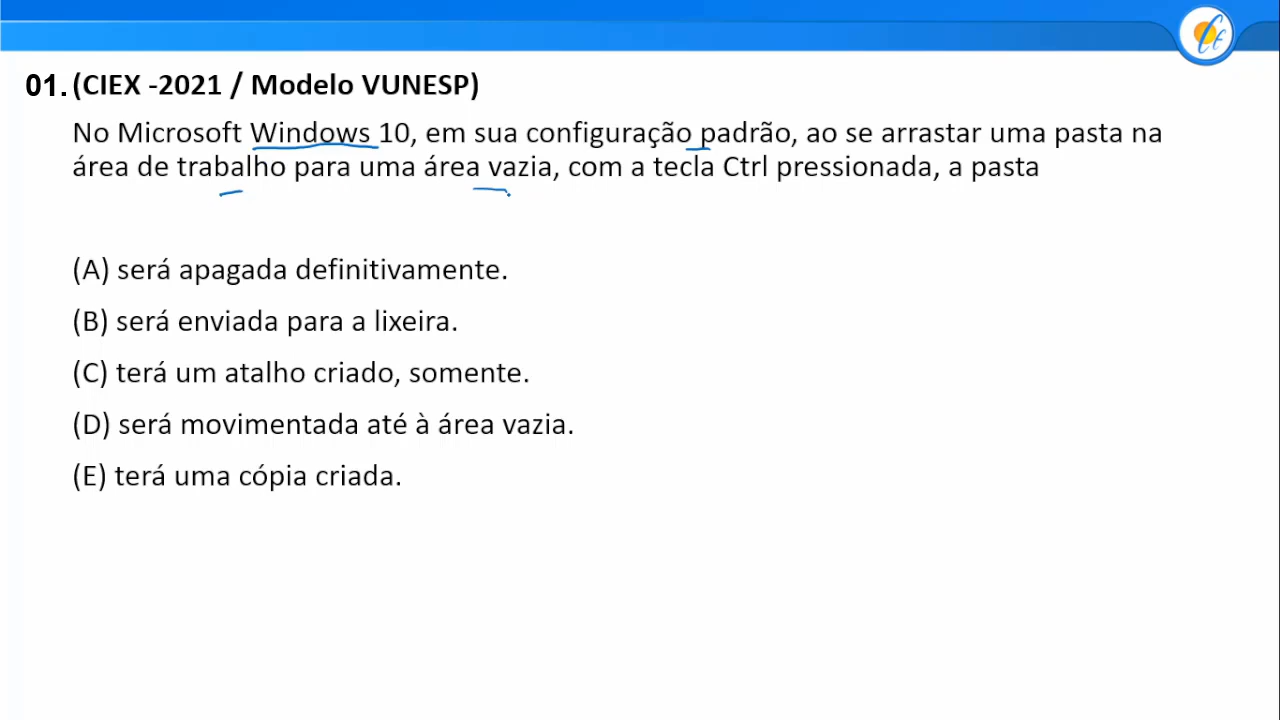 01. (CIEX -2021 / Modelo VUNESP)
No Microsoft Windows 10, em sua configuração padrão, ao se arrastar uma pasta na
área de trabalho para uma área vazia, com a tecla Ctrl pressionada, a pasta
(A) será apagada definitivamente.
(B) será enviada para a lixeira.
(C) terá um atalho criado, somente.
(D) será movimentada até à área vazia.
(E) terá uma cópia criada.